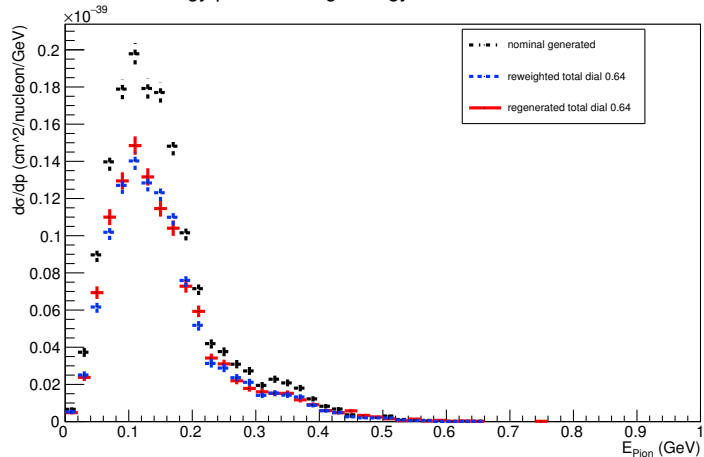 ×10⁻³⁹
nominal generated
reweighted total dial 0.64
regenerated total dial 0.64
dσ/dp (cm^2/nucleon/GeV)
0.2
0.18
0.16
0.14
0.12
0.1
0.08
0.06
0.04
0.02
0
0 0.1 0.2 0.3 0.4 0.5 0.6 0.7 0.8 0.9 1
E_Pion (GeV)